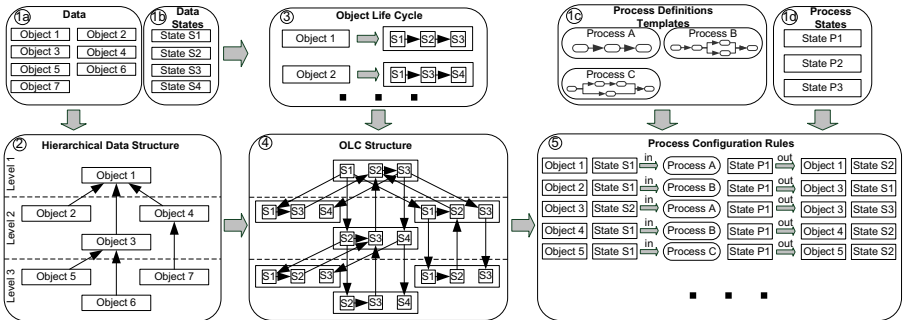 1a Data
Object 1 Object 2
Object 3 Object 4
Object 5 Object 6
Object 7
1b Data
States
State S1
State S2
State S3
State S4
3 Object Life Cycle
Object 1 S1 S2 S3
Object 2 S1 S3 S4
1c Process Definitions
Templates
Process A Process B
Process C
1d Process
States
State P1
State P2
State P3
2 Hierarchical Data Structure
Level 1
Object 1
Level 2
Object 2 Object 4
Object 3
Level 3
Object 5 Object 7
Object 6
4 OLC Structure
S1 S2 S3
S1 S3 S4 S1 S2 S3
S2 S3 S4
S1 S2 S3 S1 S2 S3
S2 S3 S4
5 Process Configuration Rules
Object 1 State S1 in Process A State P1 out Object 1 State S2
Object 2 State S1 in Process B State P1 out Object 3 State S1
Object 3 State S2 in Process A State P1 out Object 3 State S3
Object 4 State S1 in Process B State P1 out Object 4 State S2
Object 5 State S1 in Process C State P1 out Object 5 State S2